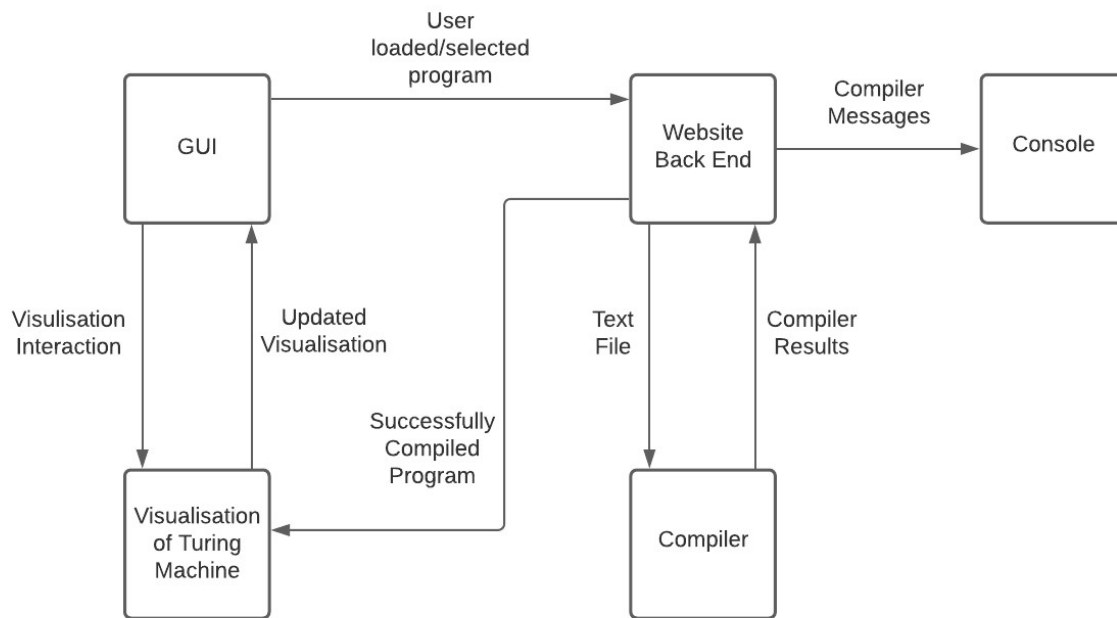 User
loaded/selected
program
GUI
Website
Back End
Compiler
Messages
Console
Visulisation
Interaction
Updated
Visualisation
Text
File
Compiler
Results
Successfully
Compiled
Program
Visualisation
of Turing
Machine
Compiler